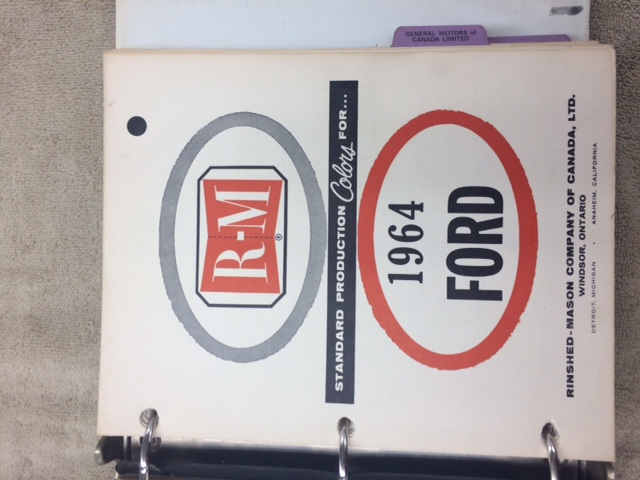 GENERAL MOTORS of
CANADA LIMITED
R-M
®
STANDARD PRODUCTION Colors FOR...
1964
FORD
RINSHED-MASON COMPANY OF CANADA, LTD.
WINDSOR, ONTARIO
DETROIT, MICHIGAN • ANAHEIM, CALIFORNIA